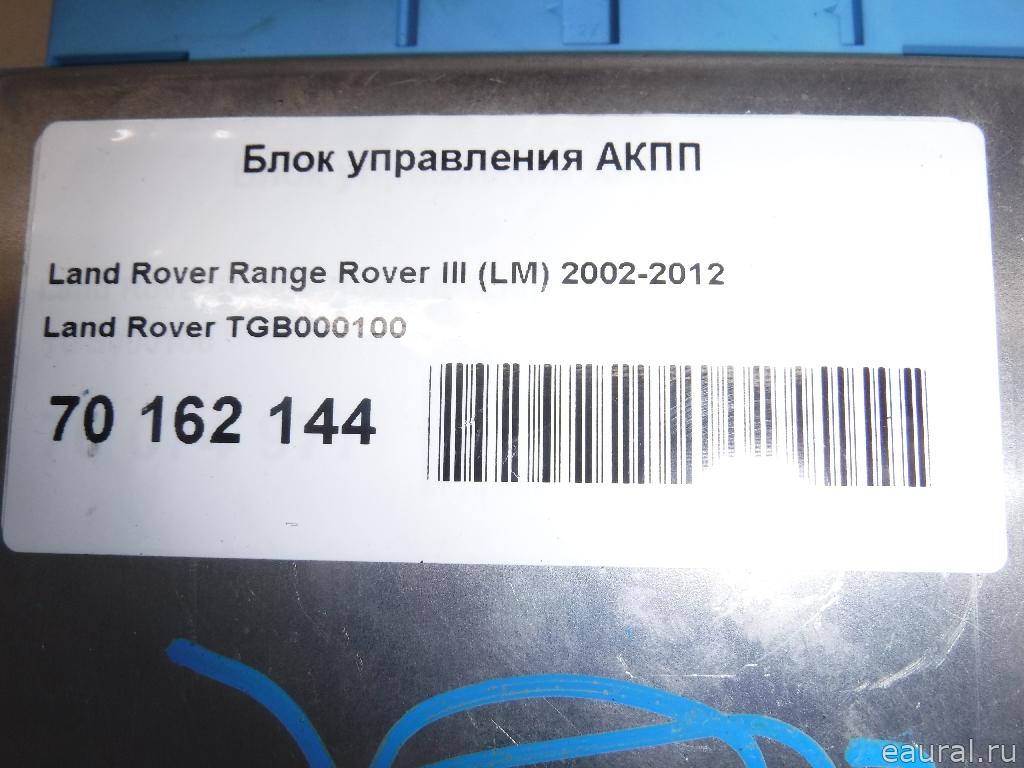 Блок управления АКПП
Land Rover Range Rover III (LM) 2002-2012
Land Rover TGB000100
70 162 144
eaural.ru